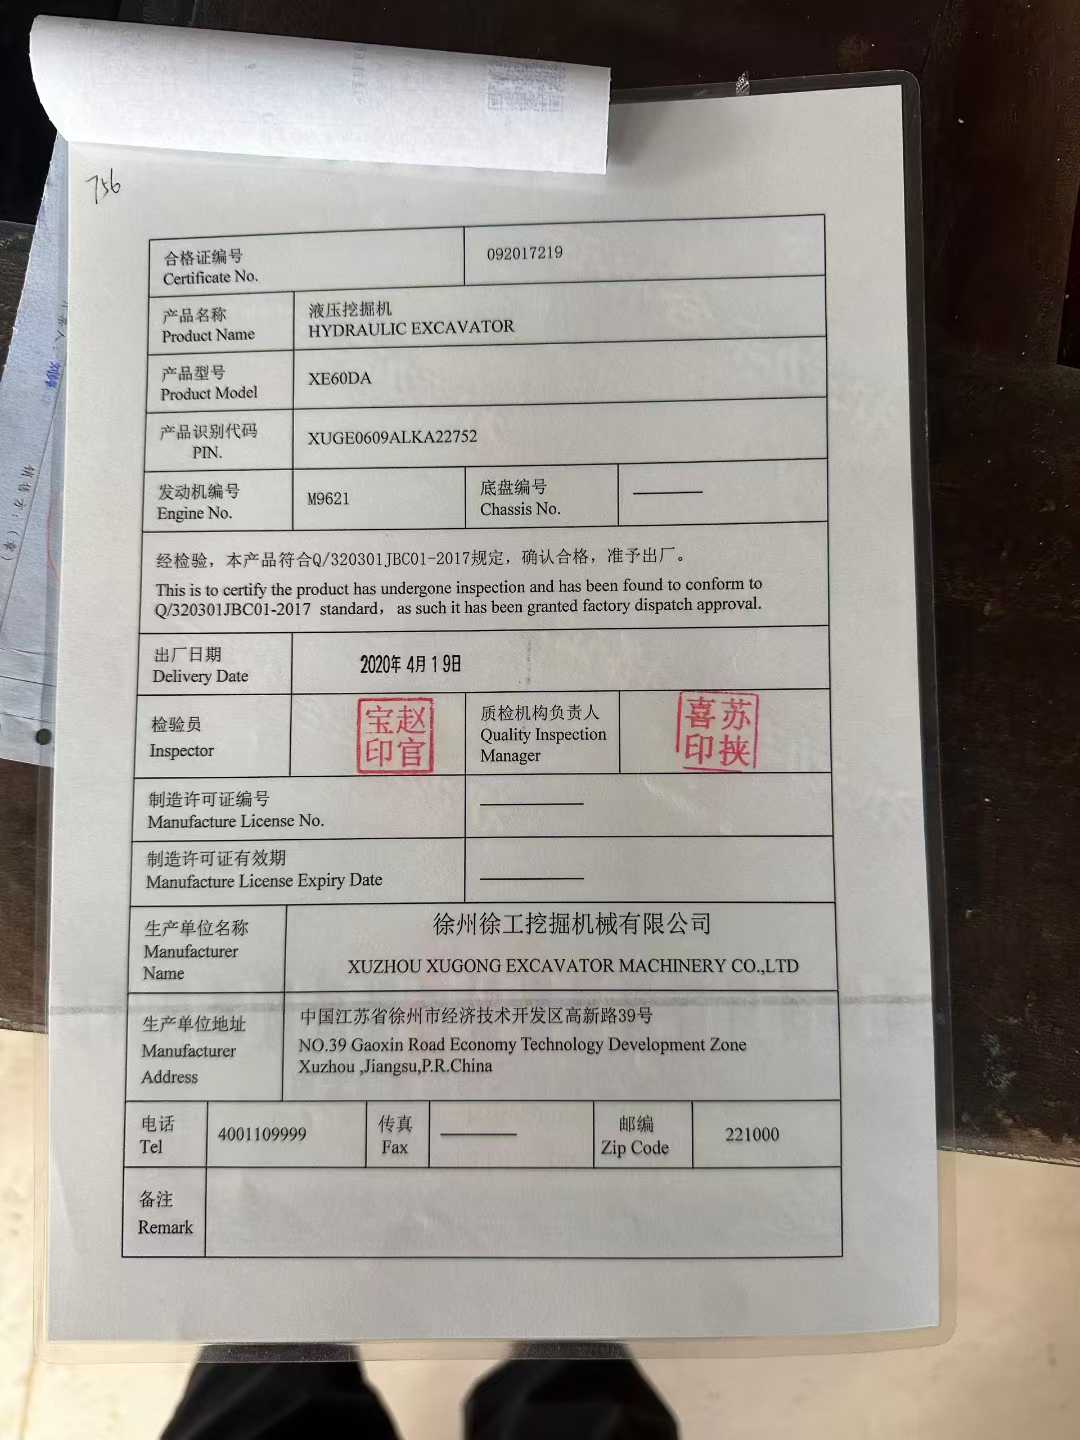 756
合格证编号
Certificate No.
092017219
产品名称
Product Name
液压挖掘机
HYDRAULIC EXCAVATOR
产品型号
Product Model
XE60DA
产品识别代码
PIN.
XUGE0609ALKA22752
发动机编号
Engine No.
M9621
底盘编号
Chassis No.
经检验，本产品符合Q/320301JBC01-2017规定，确认合格，准予出厂。
This is to certify the product has undergone inspection and has been found to conform to
Q/320301JBC01-2017 standard, as such it has been granted factory dispatch approval.
出厂日期
Delivery Date
2020年 4月 19日
检验员
Inspector
赵官
宝印
质检机构负责人
Quality Inspection
Manager
苏挟
喜印
制造许可证编号
Manufacture License No.
制造许可证有效期
Manufacture License Expiry Date
生产单位名称
Manufacturer
Name
徐州徐工挖掘机械有限公司
XUZHOU XUGONG EXCAVATOR MACHINERY CO.,LTD
生产单位地址
Manufacturer
Address
中国江苏省徐州市经济技术开发区高新路39号
NO.39 Gaoxin Road Economy Technology Development Zone
Xuzhou ,Jiangsu,P.R.China
电话
Tel
4001109999
传真
Fax
邮编
Zip Code
221000
备注
Remark